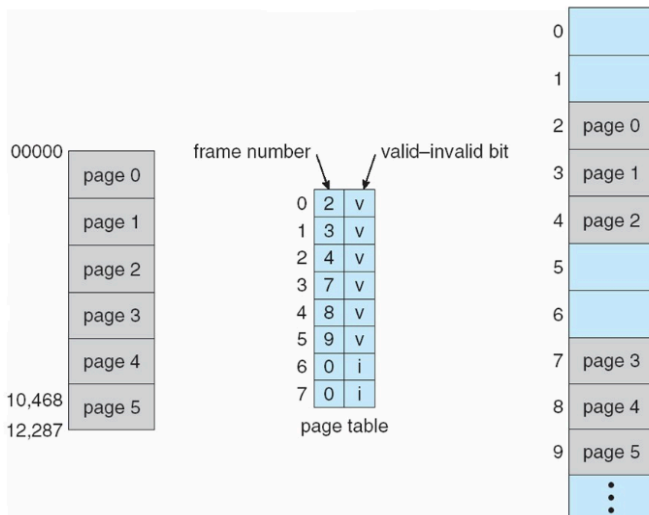 00000
page 0
page 1
page 2
page 3
page 4
page 5
10,468
12,287
frame number
valid–invalid bit
0 2 v
1 3 v
2 4 v
3 7 v
4 8 v
5 9 v
6 0 i
7 0 i
page table
0
1
2 page 0
3 page 1
4 page 2
5
6
7 page 3
8 page 4
9 page 5